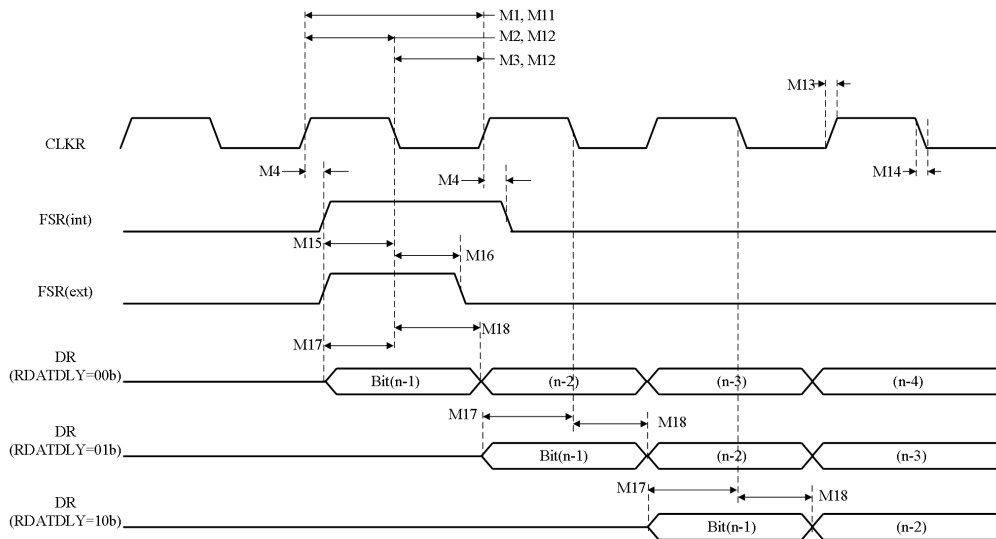 M1, M11
M2, M12
M3, M12
M13
CLKR
M4
M4
M14
FSR(int)
M15
M16
FSR(ext)
M17
M18
DR
(RDATDLY=00b)
Bit(n-1)
(n-2)
(n-3)
(n-4)
M17
M18
DR
(RDATDLY=01b)
Bit(n-1)
(n-2)
(n-3)
M17
M18
DR
(RDATDLY=10b)
Bit(n-1)
(n-2)